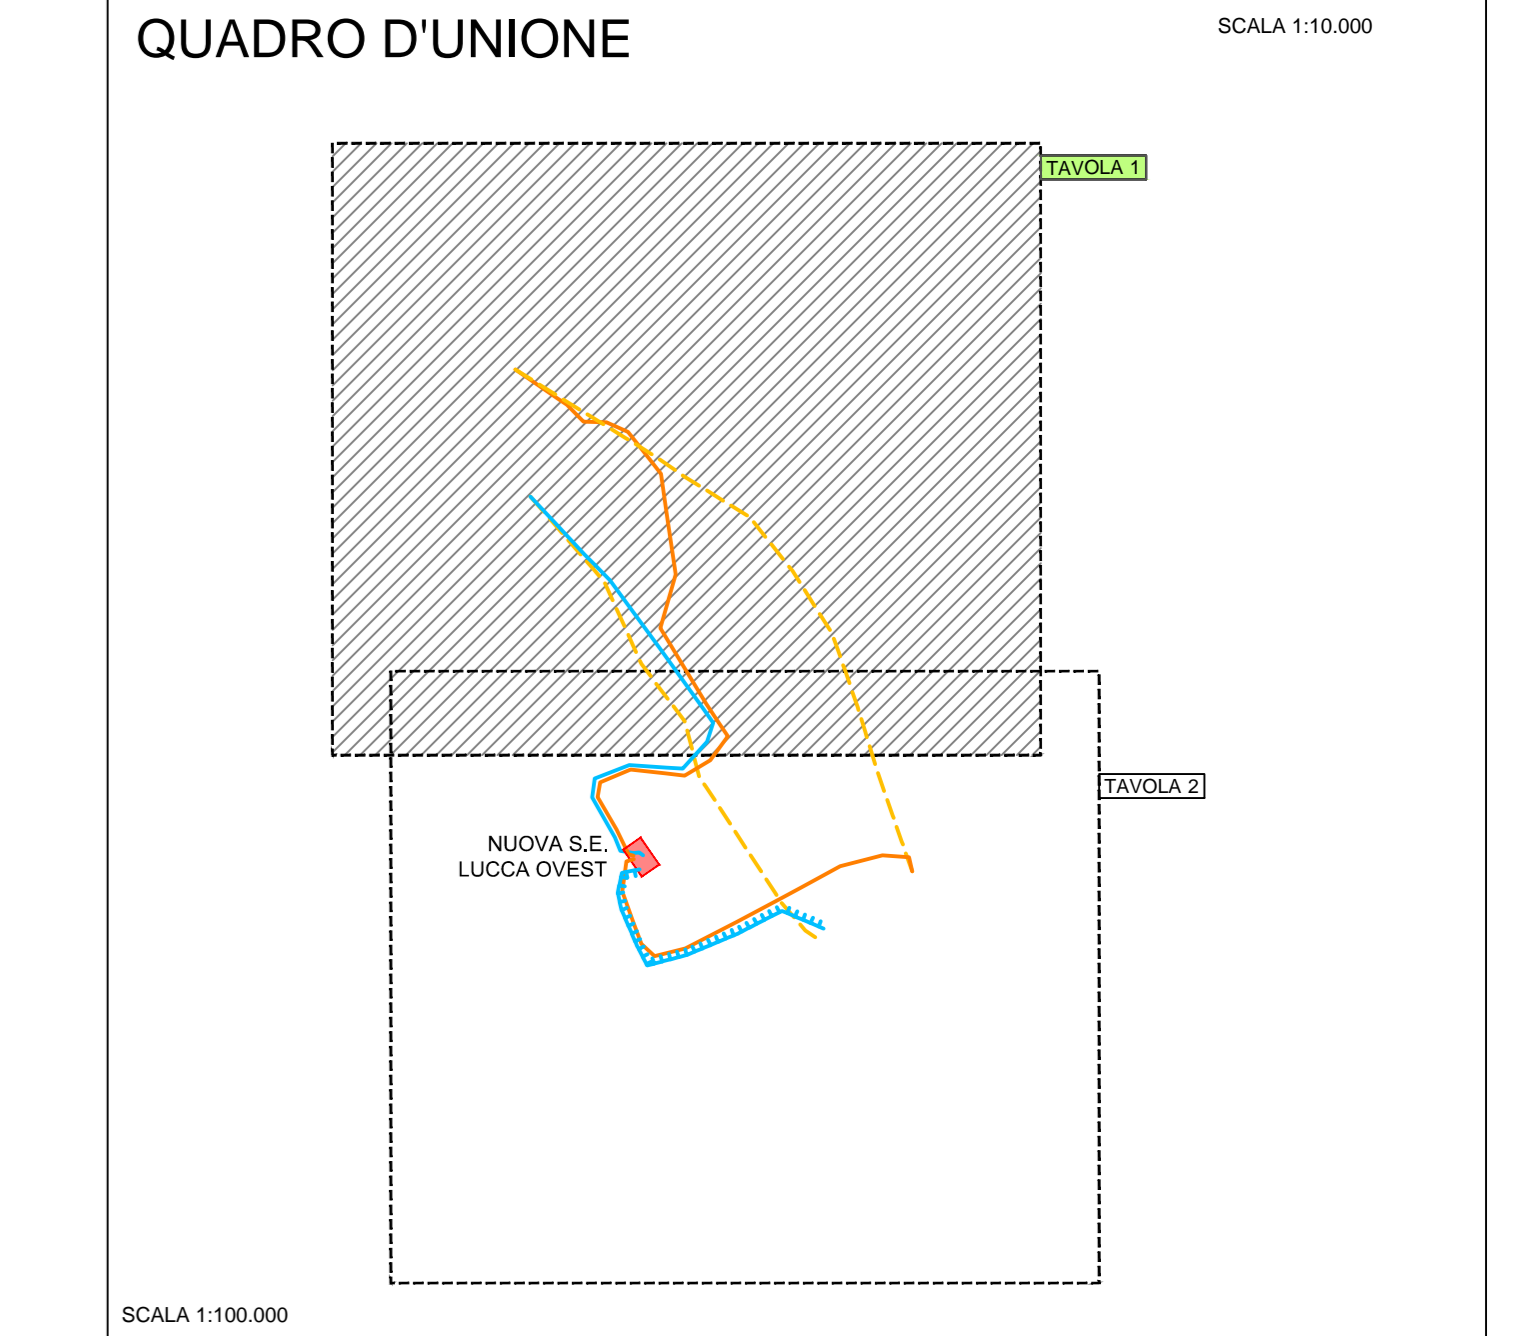 QUADRO D'UNIONE
SCALA 1:10.000
TAVOLA 1
TAVOLA 2
NUOVA S.E.
LUCCA OVEST
SCALA 1:100.000